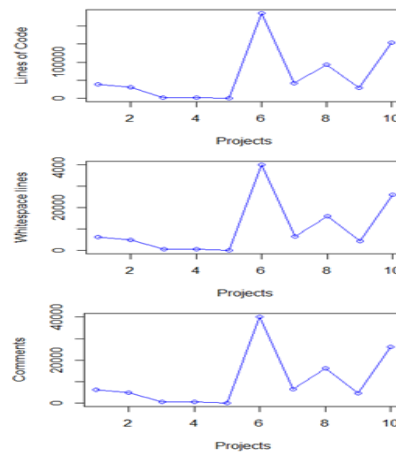 Lines of Code
100000
0
2 4 6 8 10
Projects
Whitespace lines
4000
20000
0
2 4 6 8 10
Projects
Comments
40000
20000
0
2 4 6 8 10
Projects